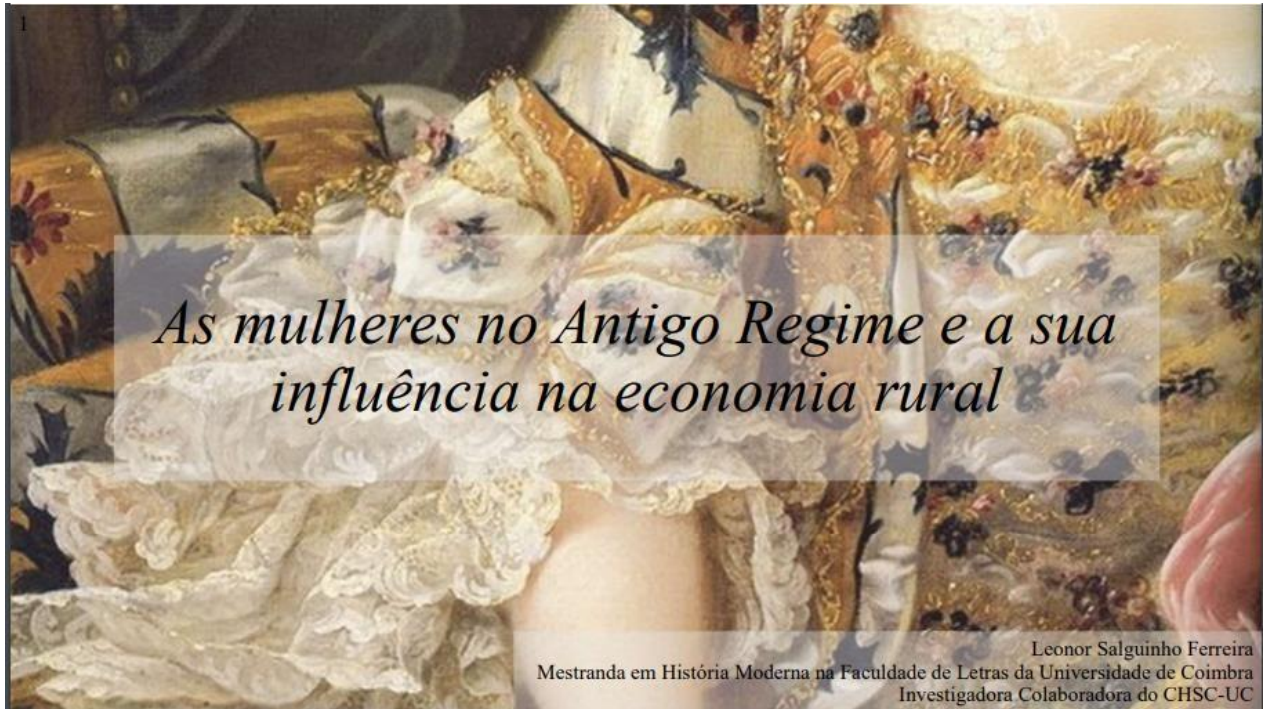 1
As mulheres no Antigo Regime e a sua
influência na economia rural
Leonor Salguinho Ferreira
Mestranda em História Moderna na Faculdade de Letras da Universidade de Coimbra
Investigadora Colaboradora do CHSC-UC